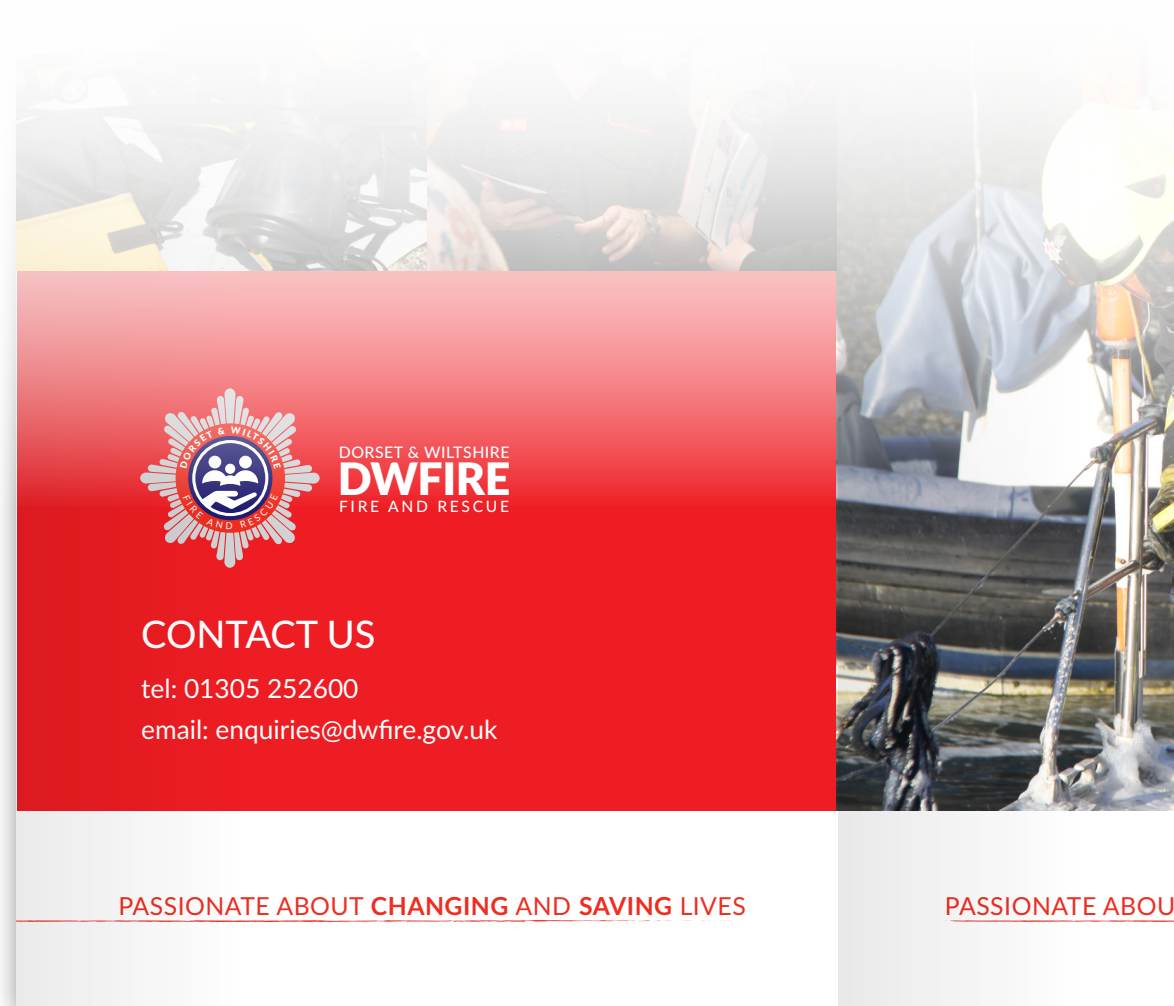 DORSET & WILTSHIRE
FIRE AND RESCUE
DORSET & WILTSHIRE
DWFIRE
FIRE AND RESCUE
CONTACT US
tel: 01305 252600
email: enquiries@dwfire.gov.uk
PASSIONATE ABOUT CHANGING AND SAVING LIVES
PASSIONATE ABOU